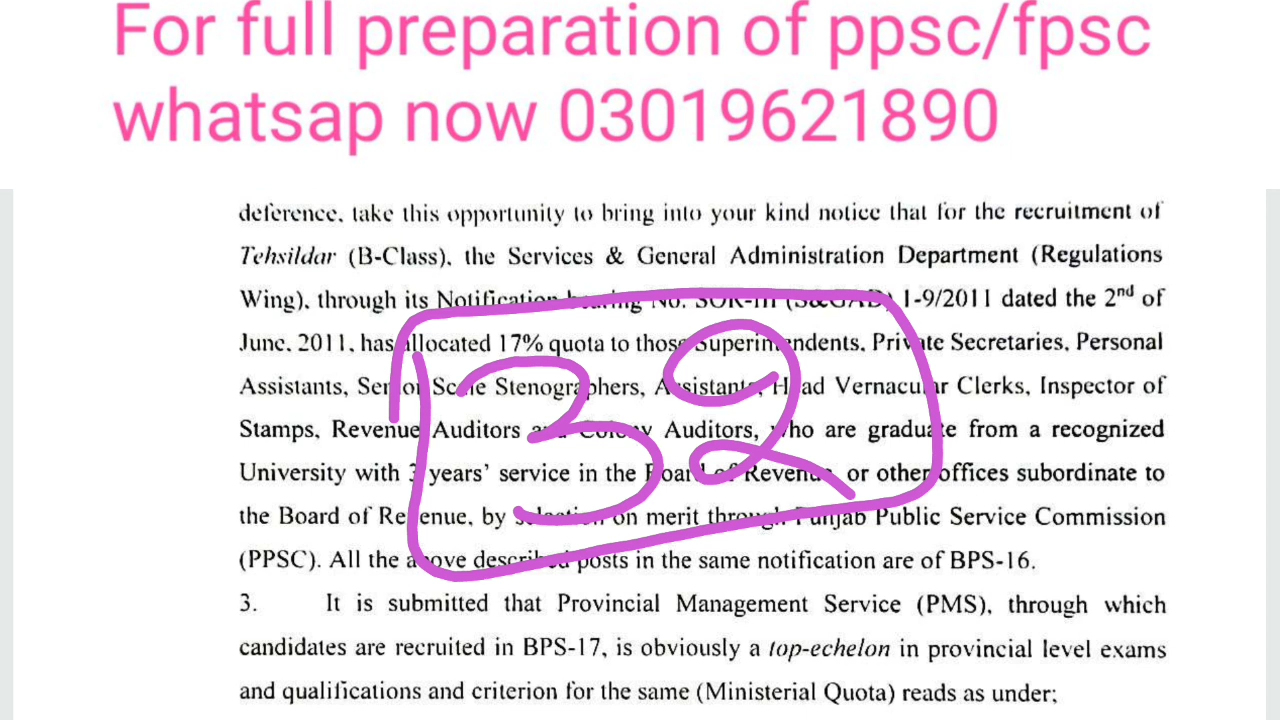 For full preparation of ppsc/fpsc
whatsap now 03019621890
deference, take this opportunity to bring into your kind notice that for the recruitment of
Tehsildar (B-Class), the Services & General Administration Department (Regulations
Wing), through its Notification bearing No. SOR-III (S&GAD) 1-9/2011 dated the 2nd of
June, 2011, has allocated 17% quota to those Superintendents, Private Secretaries, Personal
Assistants, Senior Scale Stenographers, Assistants, Head Vernacular Clerks, Inspector of
Stamps, Revenue Auditors and Colony Auditors, who are graduate from a recognized
University with 3 years' service in the Board of Revenue, or other offices subordinate to
the Board of Revenue, by selection on merit through Punjab Public Service Commission
(PPSC). All the above described posts in the same notification are of BPS-16.
32
3. It is submitted that Provincial Management Service (PMS), through which
candidates are recruited in BPS-17, is obviously a top-echelon in provincial level exams
and qualifications and criterion for the same (Ministerial Quota) reads as under;